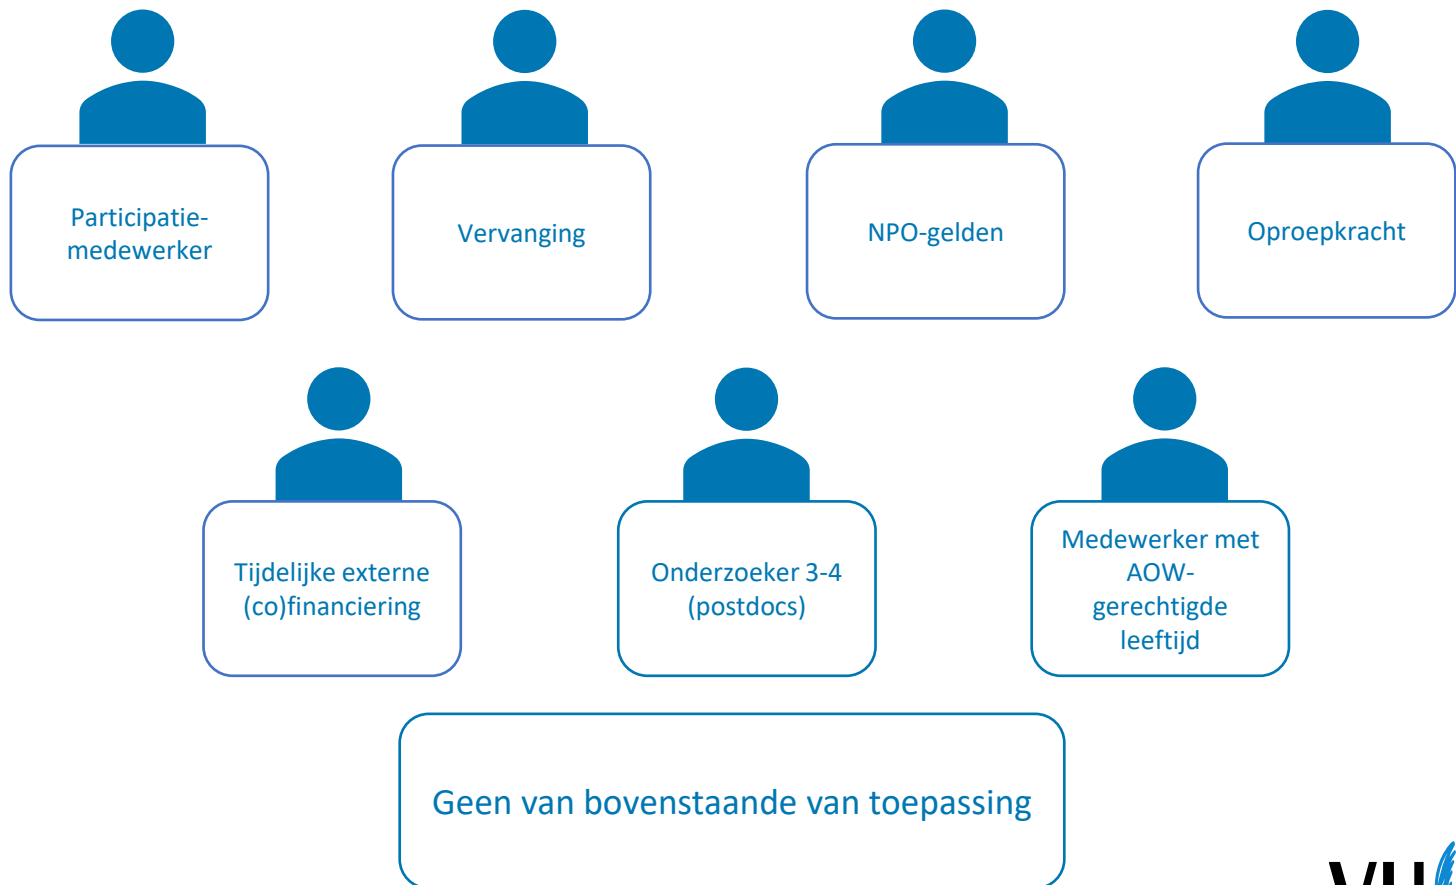 Participatie-
medewerker
Vervanging
NPO-gelden
Oproepkracht
Tijdelijke externe
(co)financiering
Onderzoeker 3-4
(postdocs)
Medewerker met
AOW-
gerechtigde
leeftijd
Geen van bovenstaande van toepassing
VU